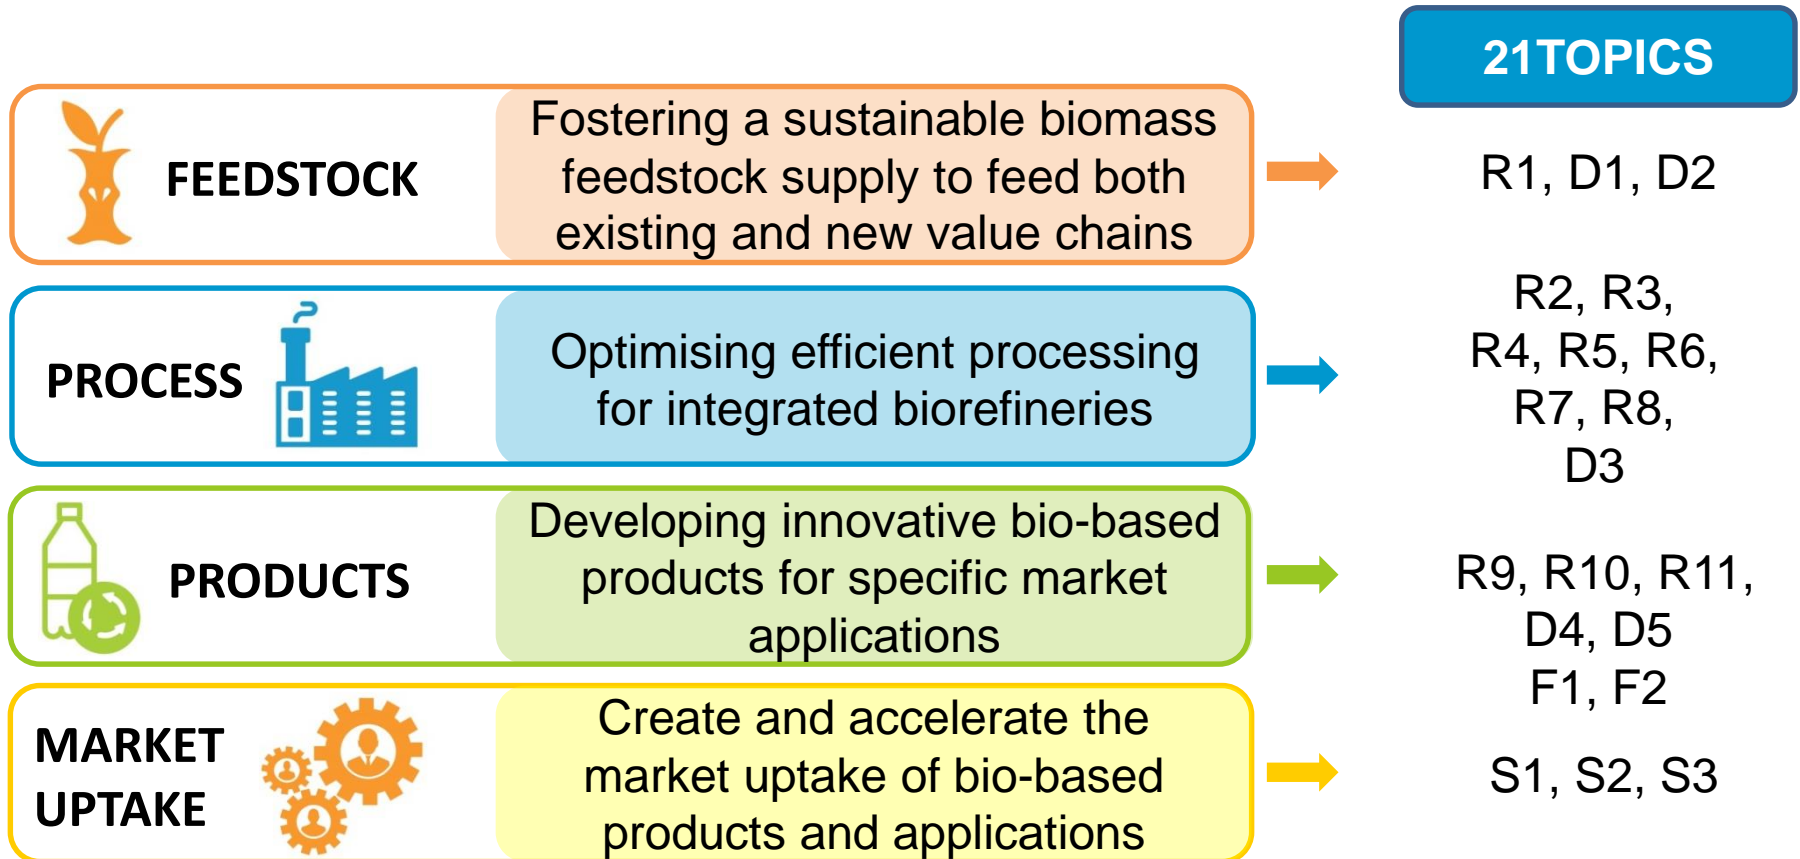 21TOPICS
FEEDSTOCK
Fostering a sustainable biomass
feedstock supply to feed both
existing and new value chains
R1, D1, D2
PROCESS
Optimising efficient processing
for integrated biorefineries
R2, R3,
R4, R5, R6,
R7, R8,
D3
PRODUCTS
Developing innovative bio-based
products for specific market
applications
R9, R10, R11,
D4, D5
F1, F2
MARKET
UPTAKE
Create and accelerate the
market uptake of bio-based
products and applications
S1, S2, S3